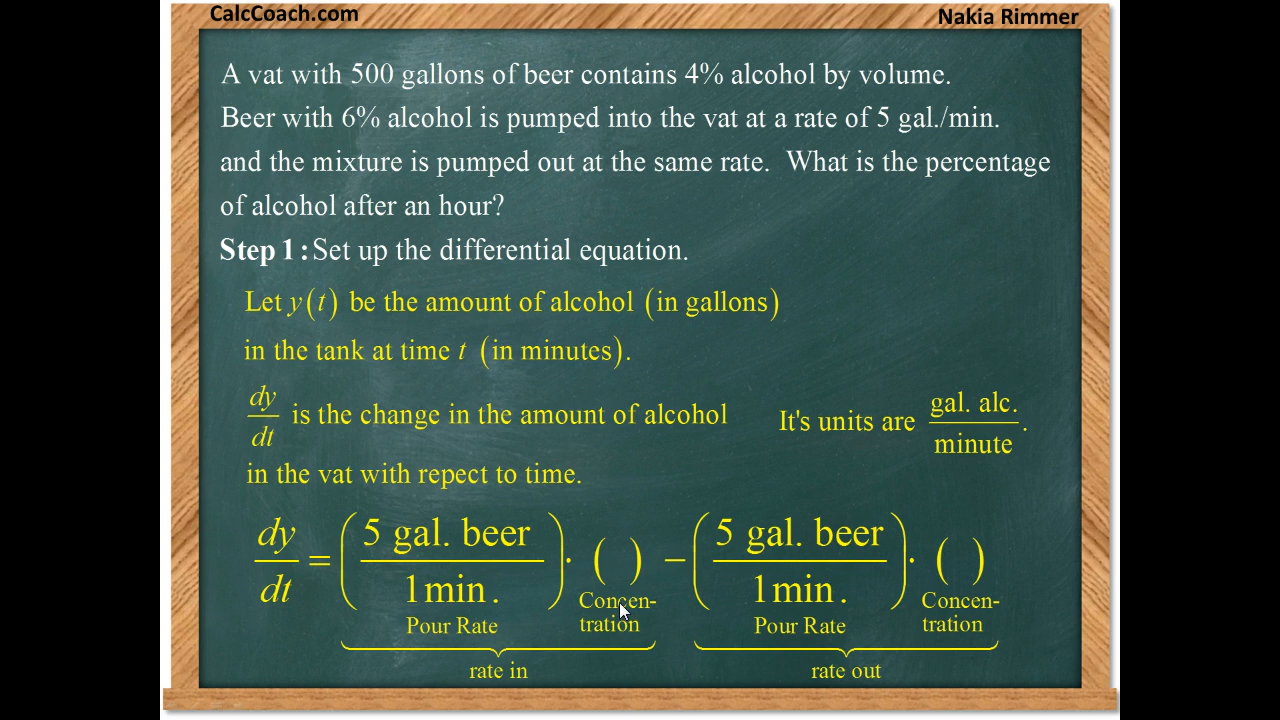 CalcCoach.com
Nakia Rimmer
A vat with 500 gallons of beer contains 4% alcohol by volume.
Beer with 6% alcohol is pumped into the vat at a rate of 5 gal./min.
and the mixture is pumped out at the same rate. What is the percentage
of alcohol after an hour?
Step 1: Set up the differential equation.
Let y(t) be the amount of alcohol (in gallons)
in the tank at time t (in minutes).
dy/dt is the change in the amount of alcohol
It's units are gal. alc./minute.
in the vat with repect to time.
dy/dt = (5 gal. beer/1 min.) · ( ) − (5 gal. beer/1 min.) · ( )
Pour Rate Concen-tration Pour Rate Concen-tration
rate in rate out